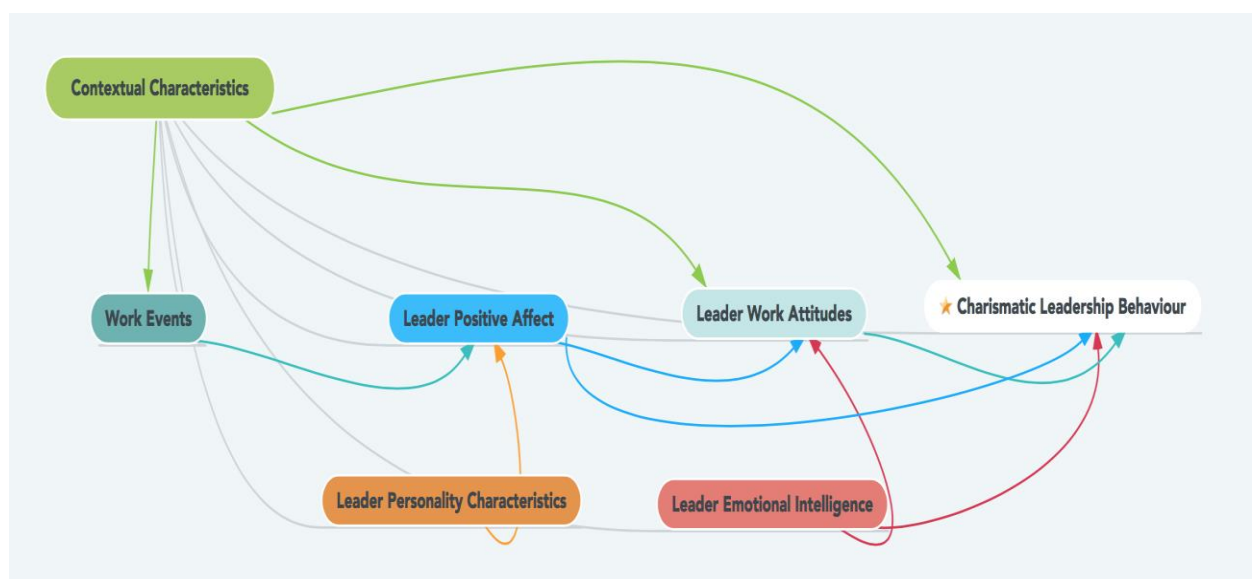 Contextual Characteristics
Work Events
Leader Positive Affect
Leader Work Attitudes
Charismatic Leadership Behaviour
Leader Personality Characteristics
Leader Emotional Intelligence